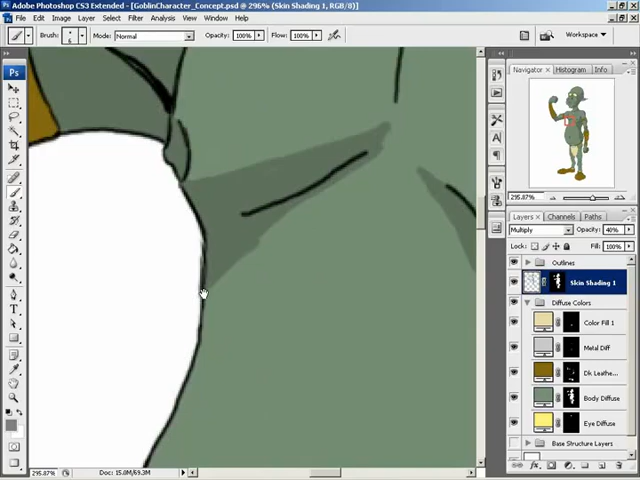 Adobe Photoshop CS3 Extended - [GoblinCharacter_Concept.psd @ 296% (Skin Shading 1, RGB/8)]
File Edit Image Layer Select Filter Analysis View Window Help
Brush: Mode: Normal Opacity: 100% Flow: 100% Workspace
Ps
Navigator Histogram Info
295.87%
Layers Channels Paths
Multiply Opacity: 40%
Lock: Fill: 100%
Outlines
Skin Shading 1
Diffuse Colors
Color Fill 1
Metal Diff
Dk Leathe...
Body Diffuse
Eye Diffuse
Base Structure Layers
295.87% Doc: 15.8M/69.3M